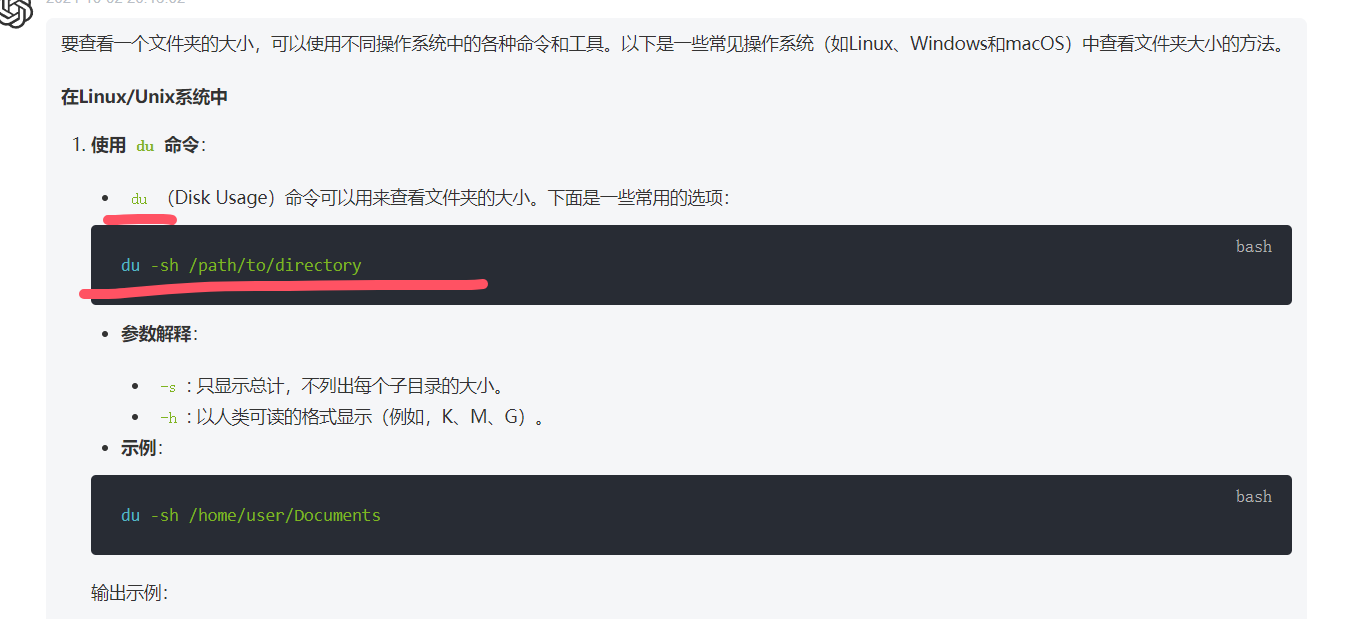 要查看一个文件夹的大小，可以使用不同操作系统中的各种命令和工具。以下是一些常见操作系统（如Linux、Windows和macOS）中查看文件夹大小的方法。
在Linux/Unix系统中
1. 使用 du 命令：
• du （Disk Usage）命令可以用来查看文件夹的大小。下面是一些常用的选项：
bash
du -sh /path/to/directory
• 参数解释：
• -s ：只显示总计，不列出每个子目录的大小。
• -h ：以人类可读的格式显示（例如，K、M、G）。
• 示例：
bash
du -sh /home/user/Documents
输出示例：